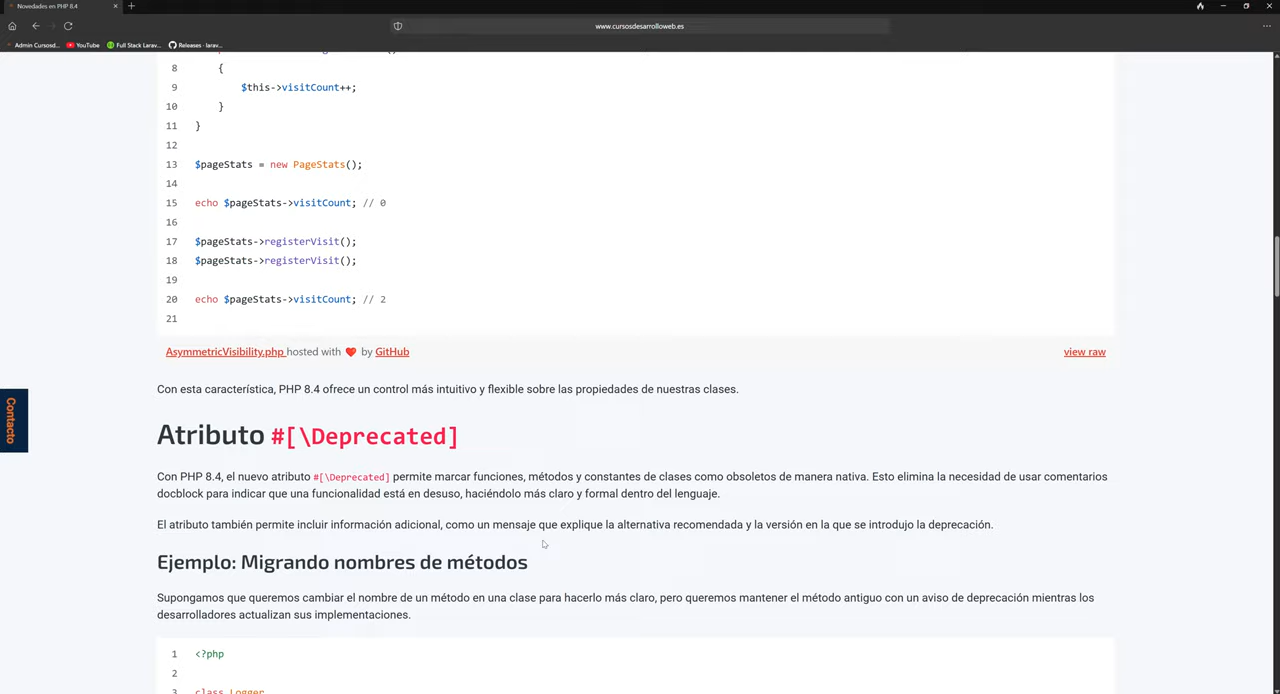 Novedades en PHP 8.4
www.cursosdesarrolloweb.es
Admin Cursosd... YouTube Full Stack Larav... Releases · larav...
8 {
9 $this->visitCount++;
10 }
11 }
12
13 $pageStats = new PageStats();
14
15 echo $pageStats->visitCount; // 0
16
17 $pageStats->registerVisit();
18 $pageStats->registerVisit();
19
20 echo $pageStats->visitCount; // 2
21
AsymmetricVisibility.php hosted with ❤ by GitHub view raw
Con esta característica, PHP 8.4 ofrece un control más intuitivo y flexible sobre las propiedades de nuestras clases.
Contacto
Atributo #[\Deprecated]
Con PHP 8.4, el nuevo atributo #[\Deprecated] permite marcar funciones, métodos y constantes de clases como obsoletos de manera nativa. Esto elimina la necesidad de usar comentarios
docblock para indicar que una funcionalidad está en desuso, haciéndolo más claro y formal dentro del lenguaje.
El atributo también permite incluir información adicional, como un mensaje que explique la alternativa recomendada y la versión en la que se introdujo la deprecación.
Ejemplo: Migrando nombres de métodos
Supongamos que queremos cambiar el nombre de un método en una clase para hacerlo más claro, pero queremos mantener el método antiguo con un aviso de deprecación mientras los
desarrolladores actualizan sus implementaciones.
1 <?php
2
3 class Logger